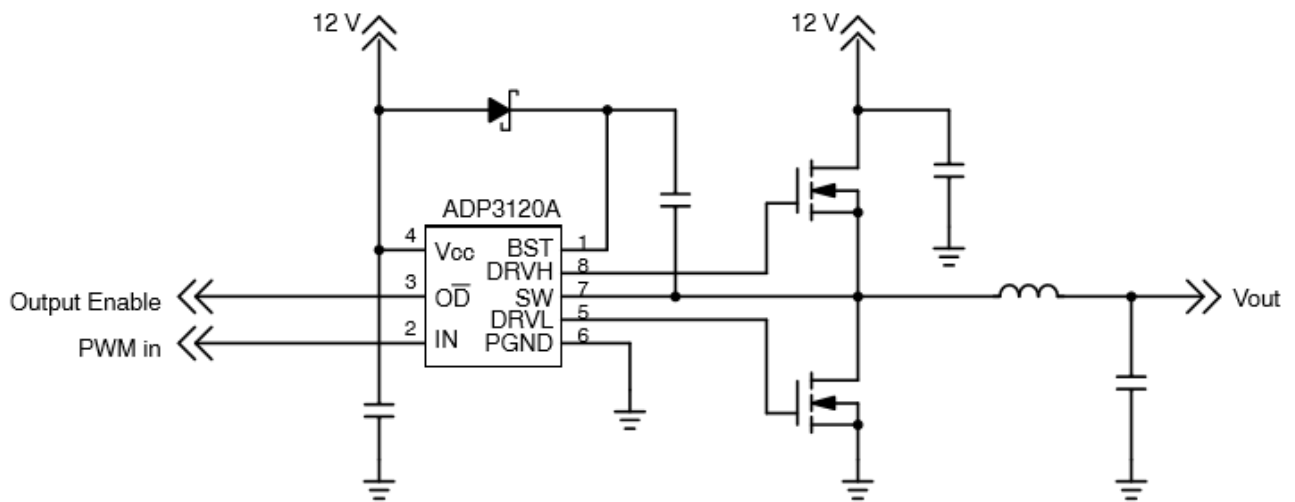 12 V
12 V
ADP3120A
4 Vcc BST 1
DRVH 8
Output Enable 3 OD̅ SW 7 Vout
DRVL 5
PWM in 2 IN PGND 6